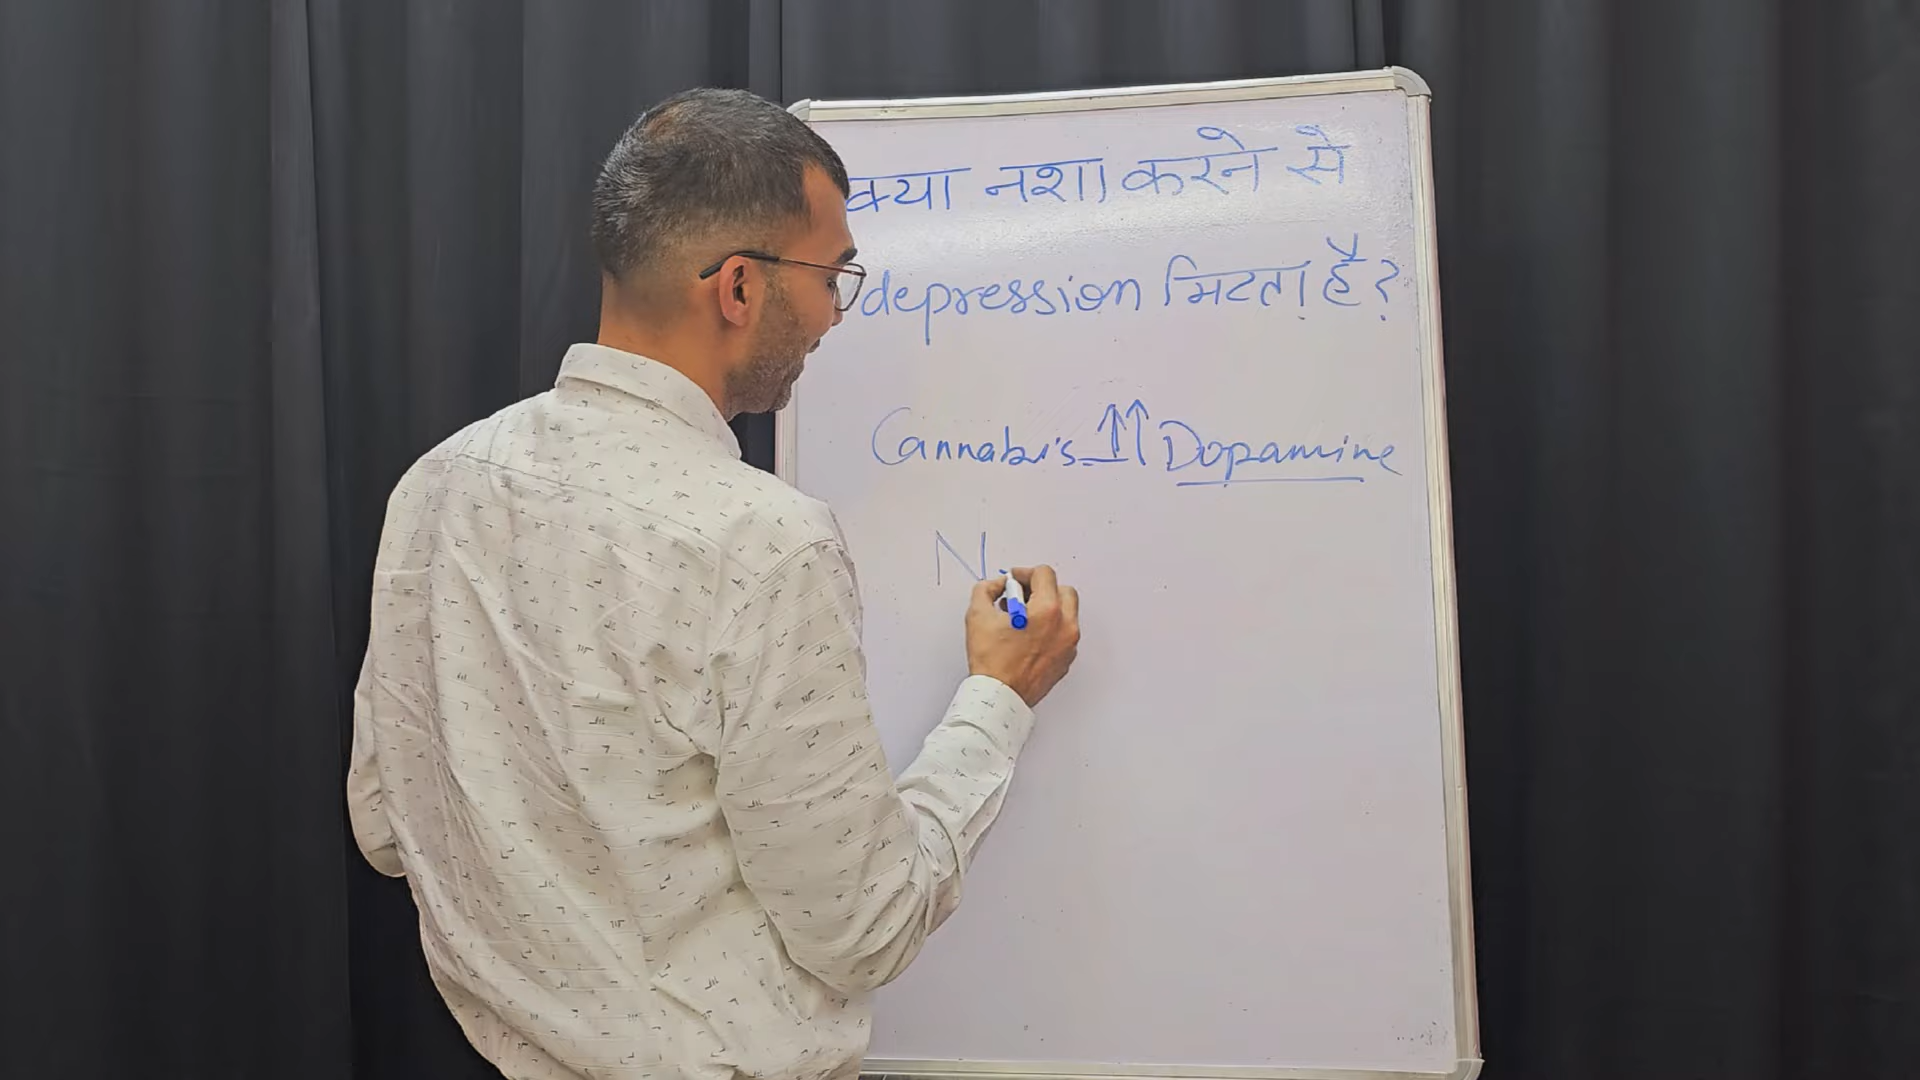 क्या नशा करने से
depression मिटता है?
Cannabis ↑↑ Dopamine
N